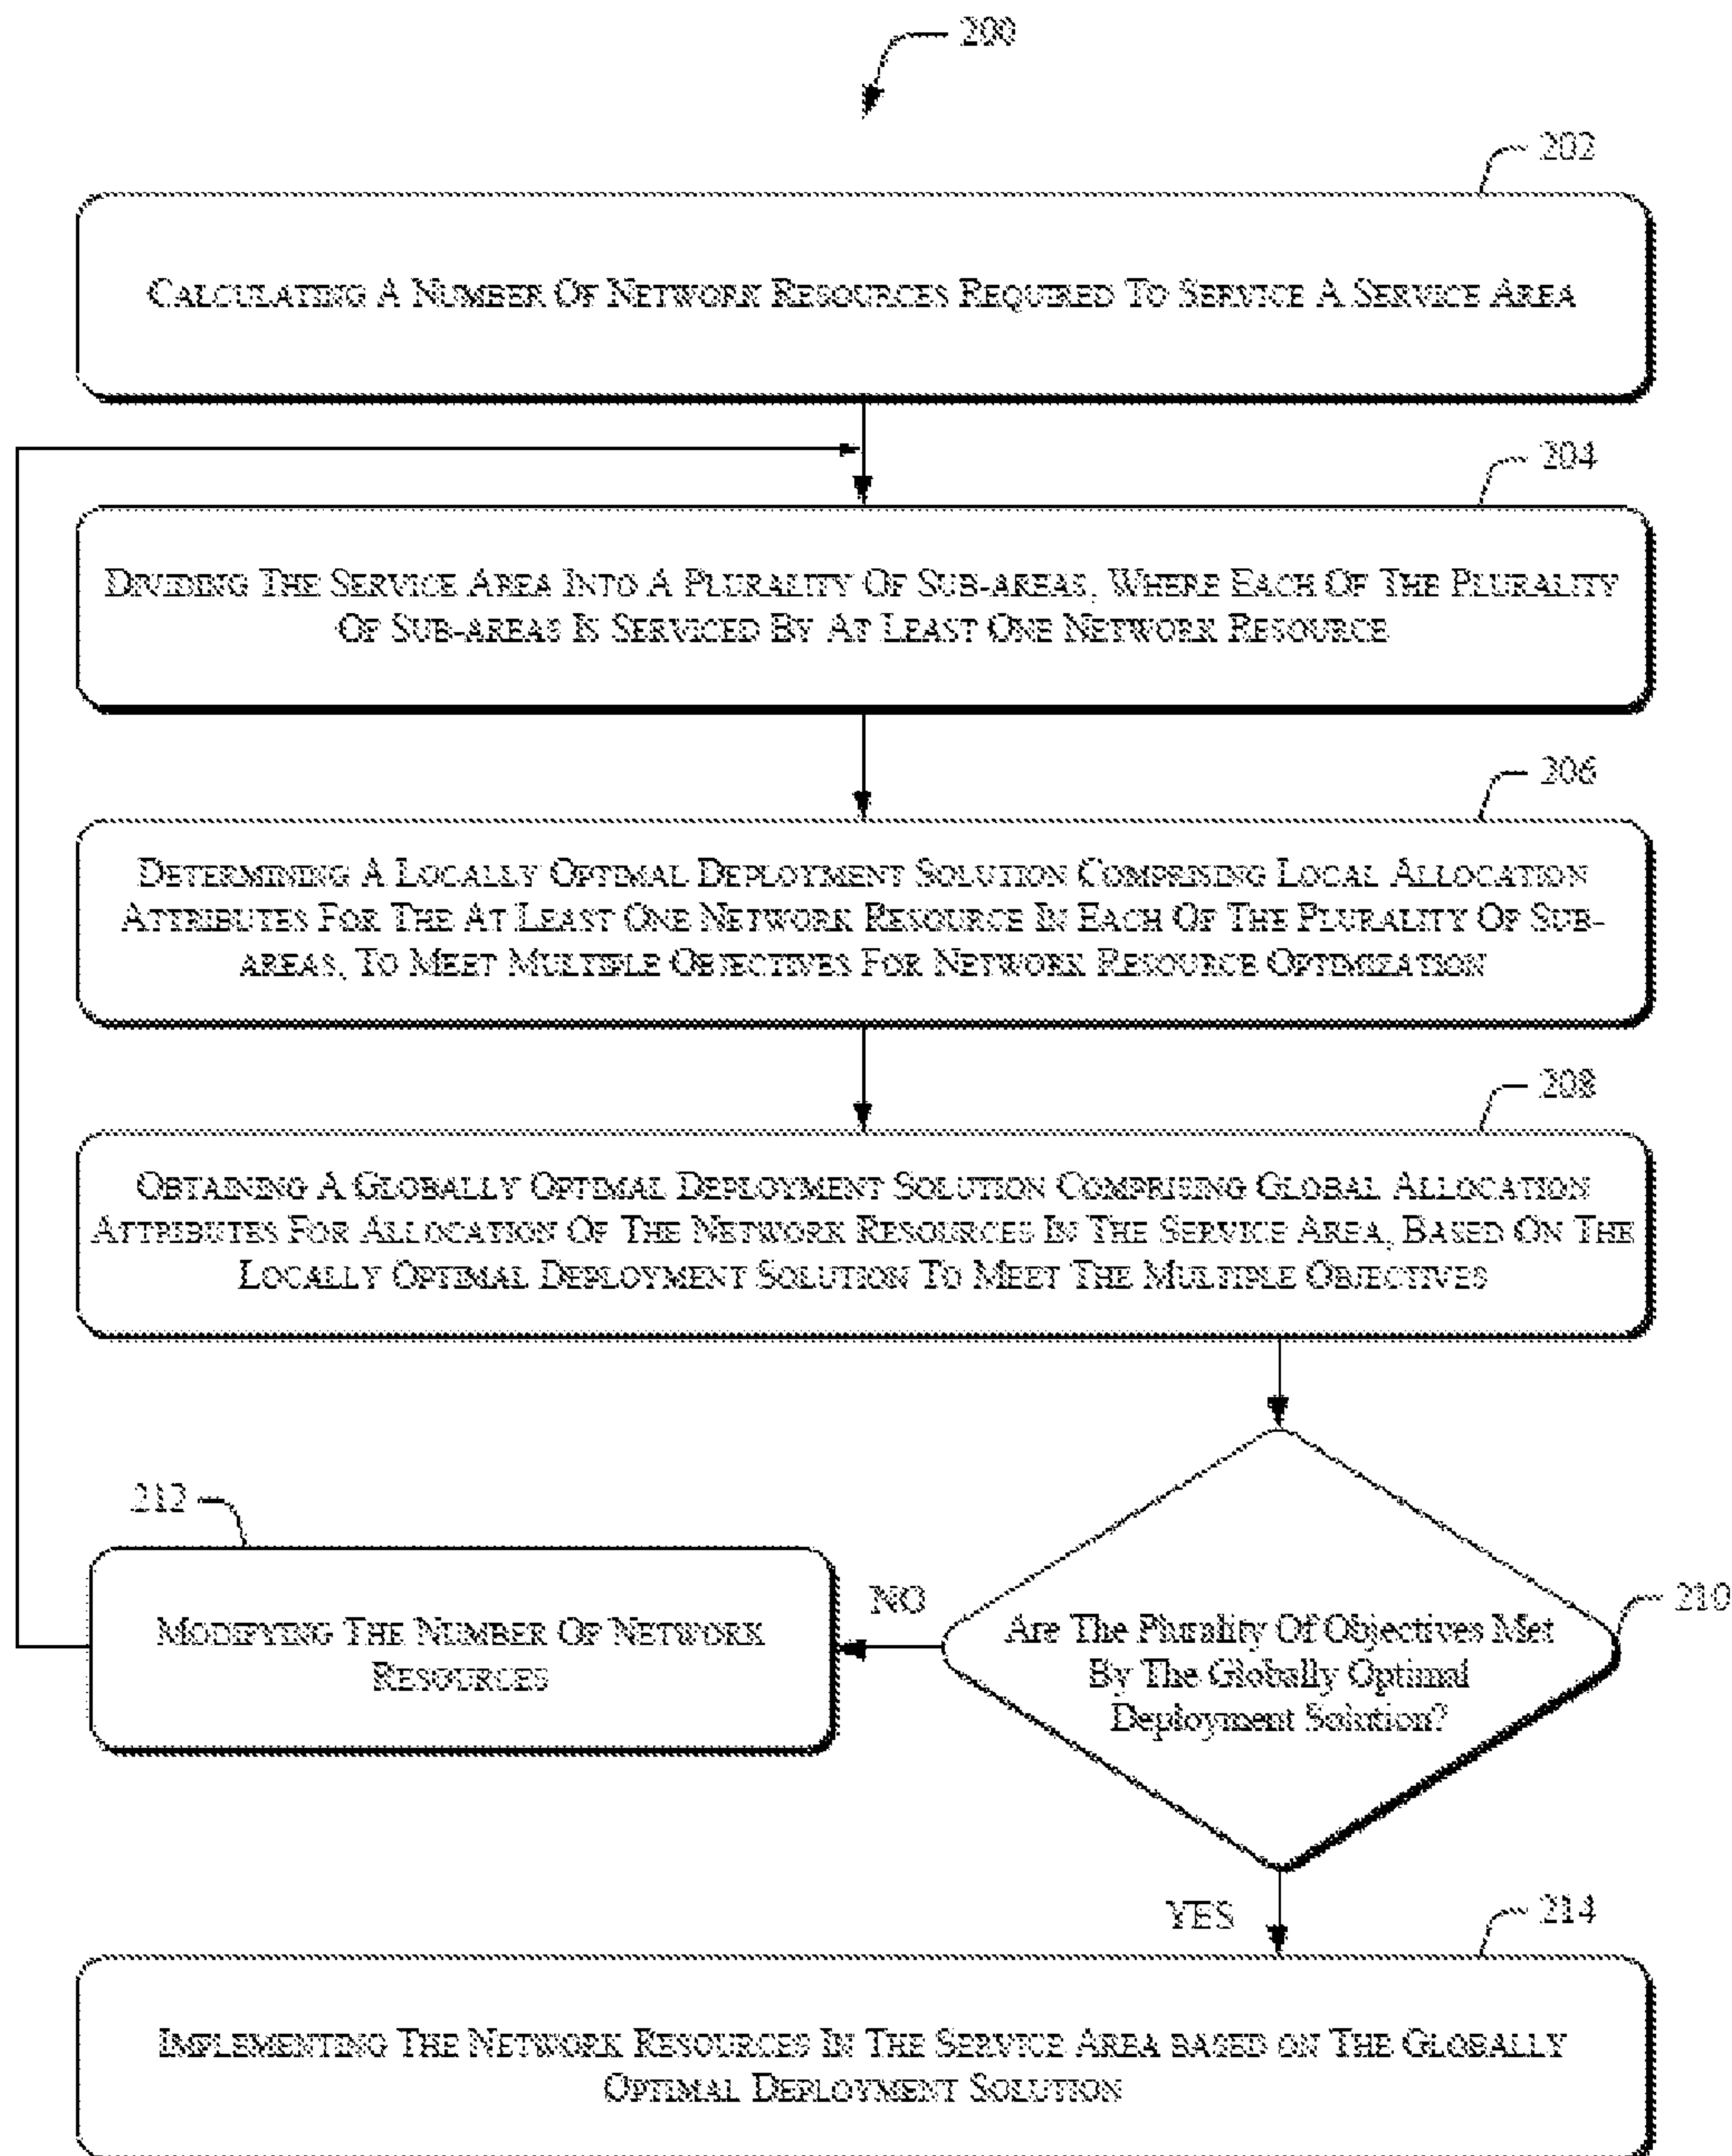 200
202
CALCULATING A NUMBER OF NETWORK RESOURCES REQUIRED TO SERVICE A SERVICE AREA
204
DIVIDING THE SERVICE AREA INTO A PLURALITY OF SUB-AREAS, WHERE EACH OF THE PLURALITY
OF SUB-AREAS IS SERVICED BY AT LEAST ONE NETWORK RESOURCE
206
DETERMINING A LOCALLY OPTIMAL DEPLOYMENT SOLUTION COMPRISING LOCAL ALLOCATION
ATTRIBUTES FOR THE AT LEAST ONE NETWORK RESOURCE IN EACH OF THE PLURALITY OF SUB-
AREAS, TO MEET MULTIPLE OBJECTIVES FOR NETWORK RESOURCE OPTIMIZATION
208
OBTAINING A GLOBALLY OPTIMAL DEPLOYMENT SOLUTION COMPRISING GLOBAL ALLOCATION
ATTRIBUTES FOR ALLOCATION OF THE NETWORK RESOURCES IN THE SERVICE AREA, BASED ON THE
LOCALLY OPTIMAL DEPLOYMENT SOLUTION TO MEET THE MULTIPLE OBJECTIVES
212
MODIFYING THE NUMBER OF NETWORK
RESOURCES
NO
210
Are The Plurality Of Objectives Met
By The Globally Optimal
Deployment Solution?
YES
214
IMPLEMENTING THE NETWORK RESOURCES IN THE SERVICE AREA BASED ON THE GLOBALLY
OPTIMAL DEPLOYMENT SOLUTION